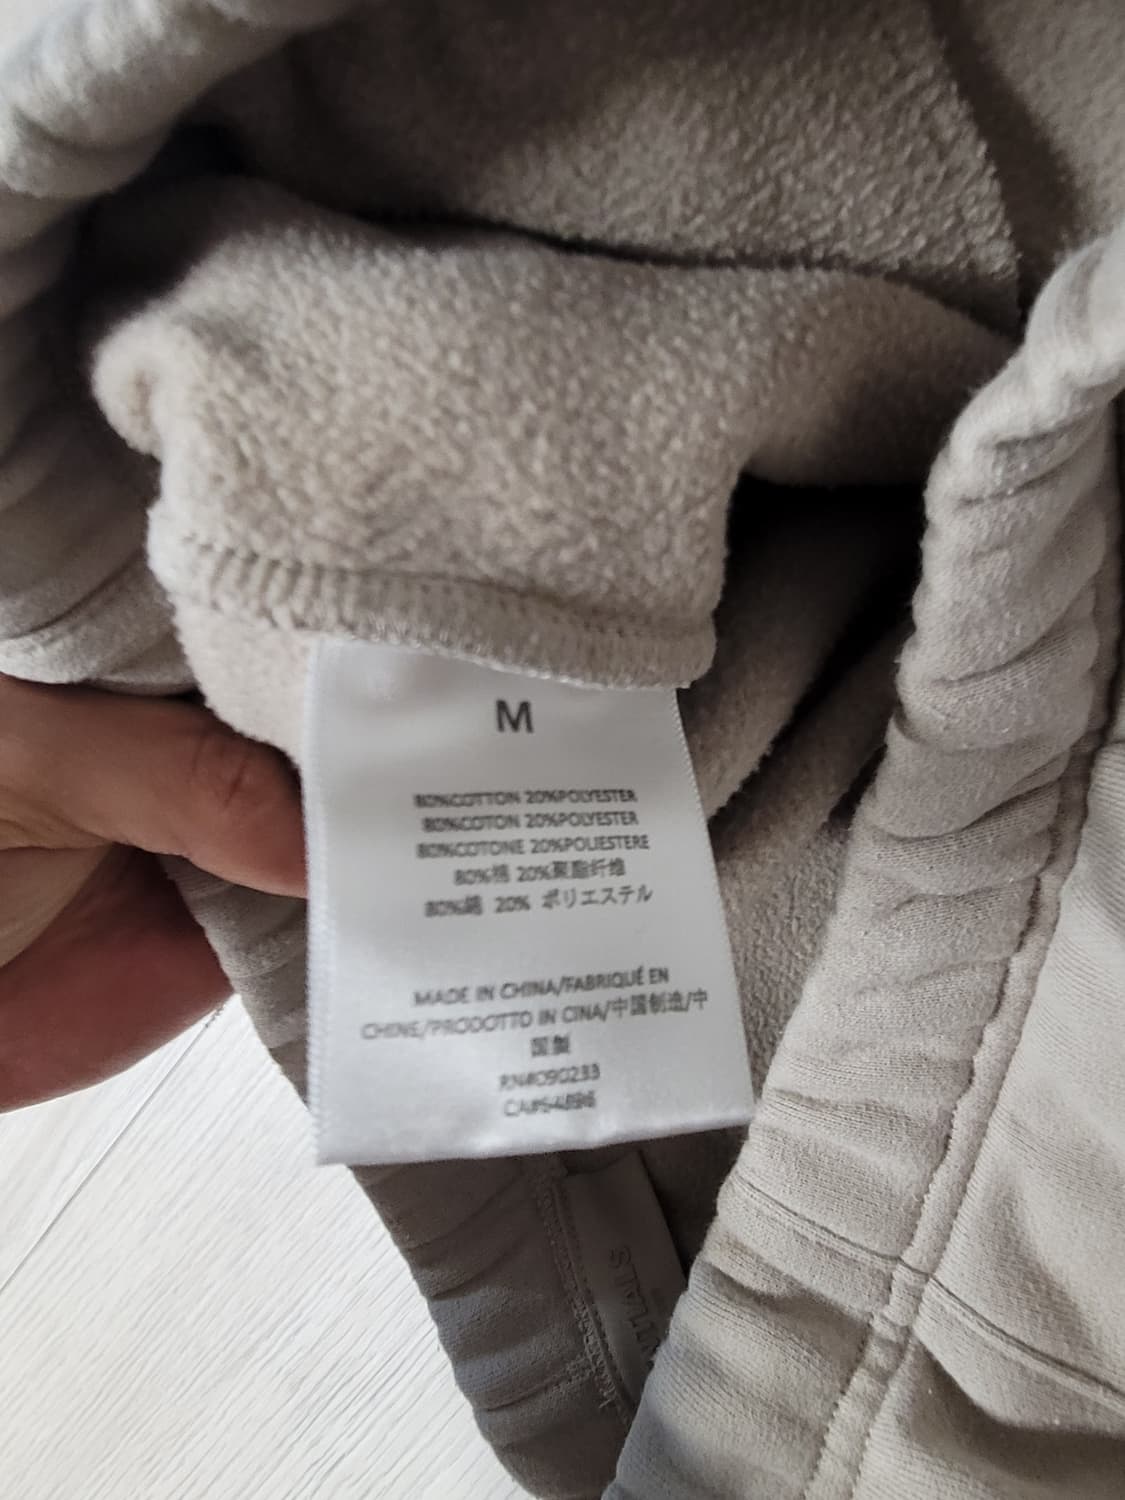 M
80%COTTON 20%POLYESTER
80%COTON 20%POLYESTER
80%COTONE 20%POLIESTERE
80%棉 20%聚酯纤维
80%綿 20% ポリエステル
MADE IN CHINA/FABRIQUÉ EN
CHINE/PRODOTTO IN CINA/中国制造/中
国製
RN#090233
CA#54896